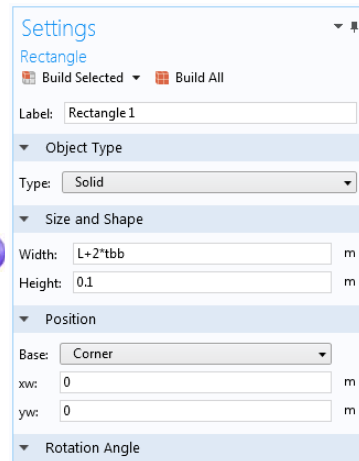 Settings
Rectangle
Build Selected Build All
Label: Rectangle 1
Object Type
Type: Solid
Size and Shape
Width: L+2*tbb m
Height: 0.1 m
Position
Base: Corner
xw: 0 m
yw: 0 m
Rotation Angle